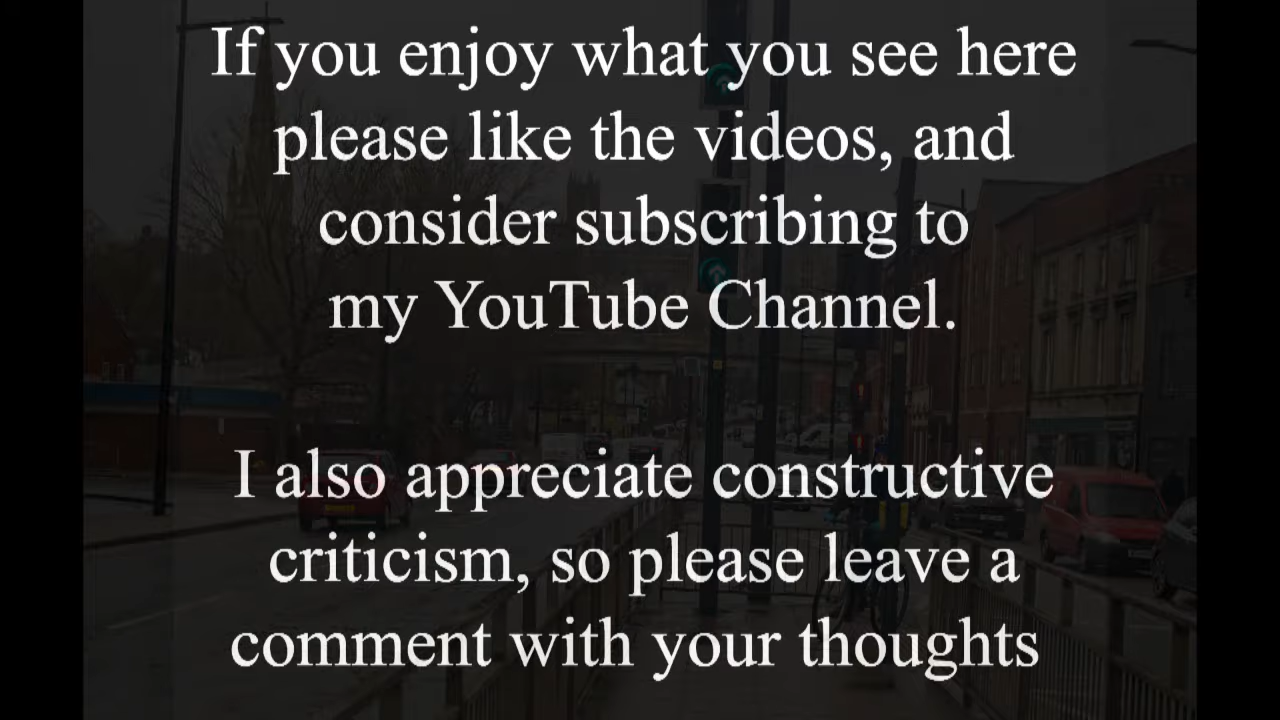 If you enjoy what you see here
please like the videos, and
consider subscribing to
my YouTube Channel.
I also appreciate constructive
criticism, so please leave a
comment with your thoughts